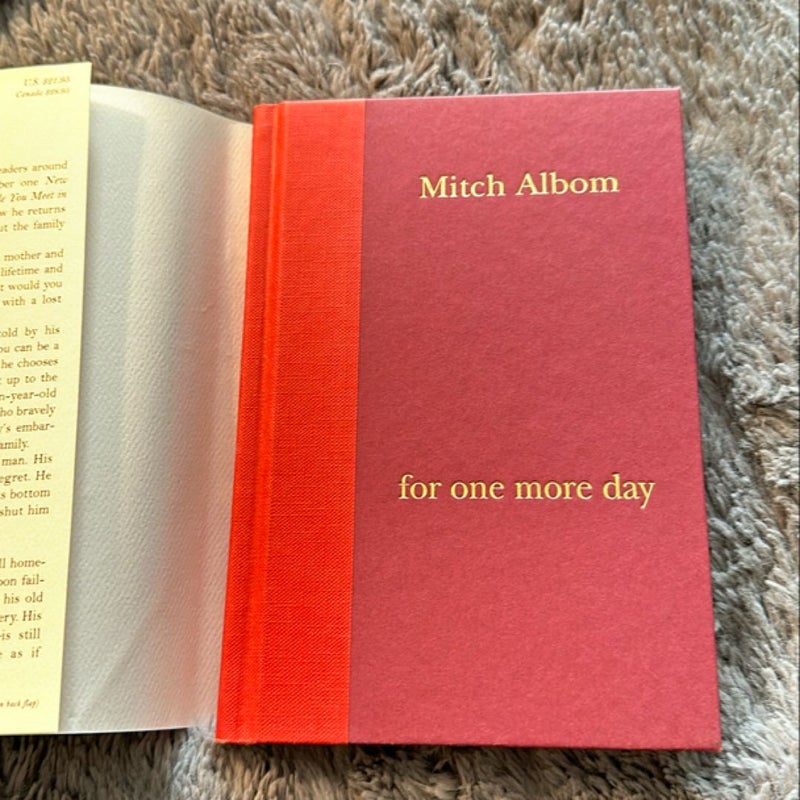 U.S. $21.95
Canada $28.95
eaders around
ber one New
le You Meet in
w he returns
ut the family
mother and
lifetime and
t would you
with a lost
told by his
ou can be a
he chooses
up to the
n-year-old
ho bravely
y's embar-
amily.
man. His
egret. He
s bottom
shut him
ll home-
oon fail-
his old
ery. His
is still
e as if
n back flap)
Mitch Albom
for one more day